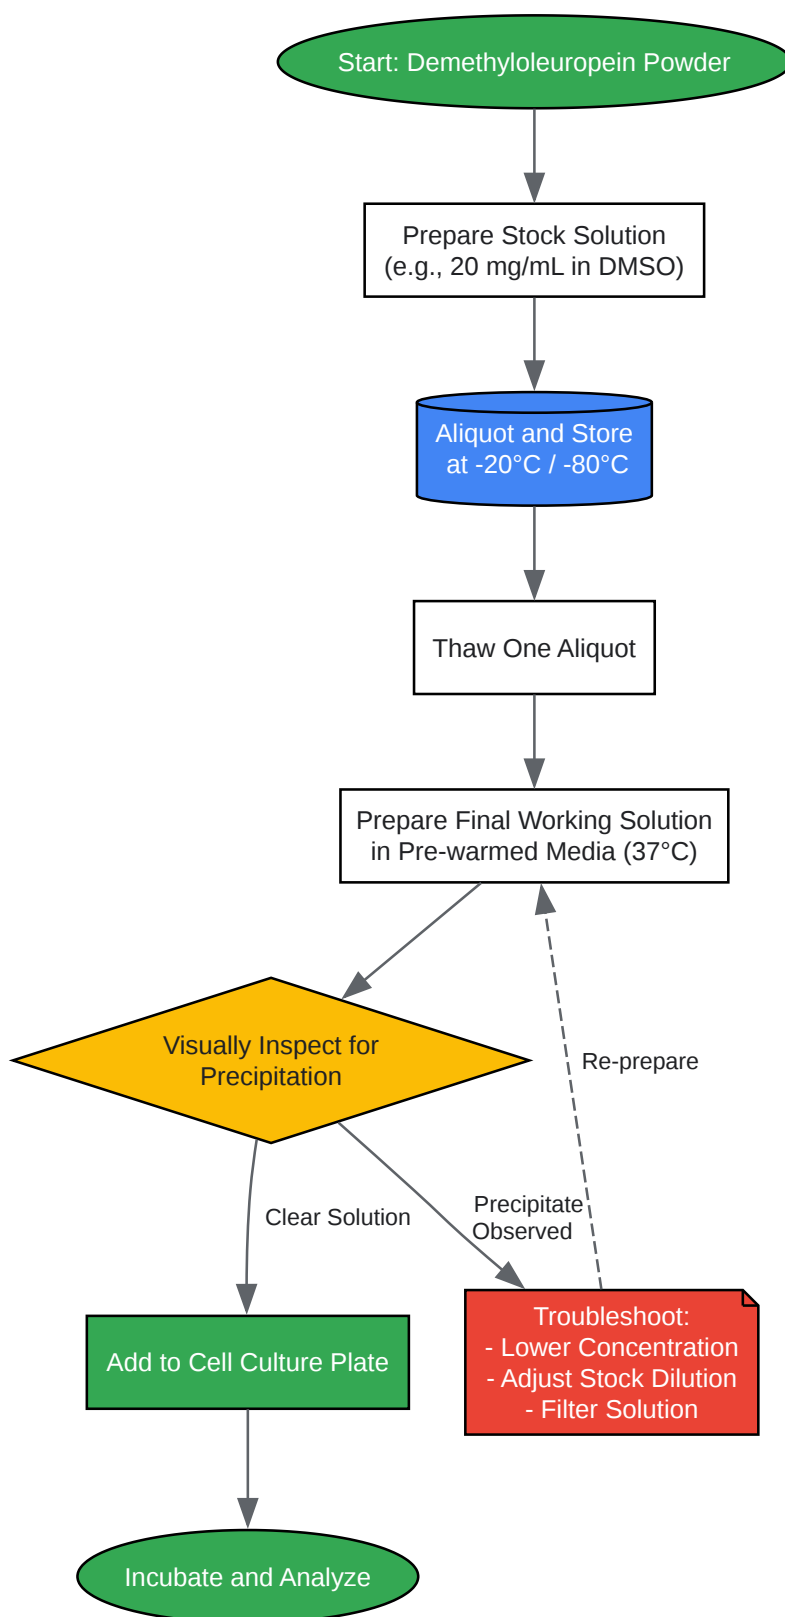 Start: Demethyloleuropein Powder
Prepare Stock Solution
(e.g., 20 mg/mL in DMSO)
Aliquot and Store
at -20°C / -80°C
Thaw One Aliquot
Prepare Final Working Solution
in Pre-warmed Media (37°C)
Visually Inspect for
Precipitation
Re-prepare
Clear Solution
Precipitate
Observed
Add to Cell Culture Plate
Troubleshoot:
- Lower Concentration
- Adjust Stock Dilution
- Filter Solution
Incubate and Analyze